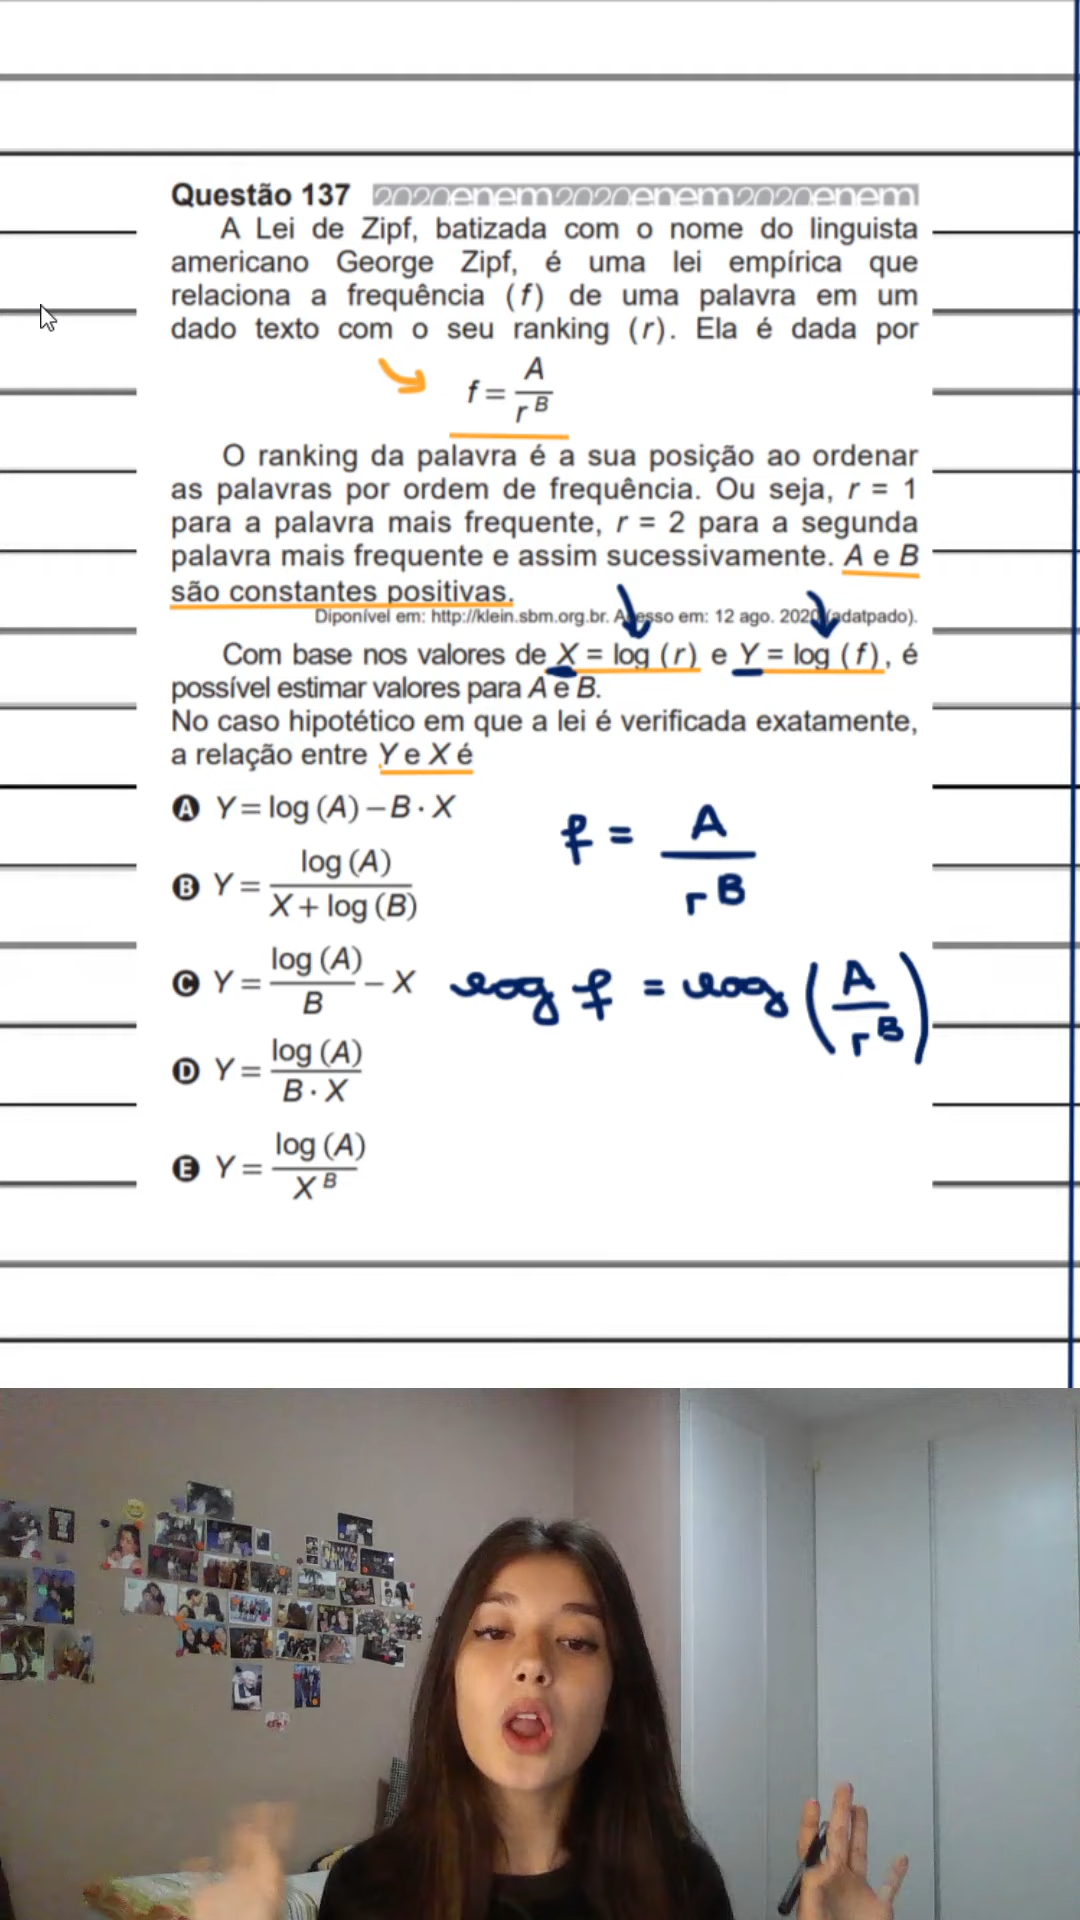 Questão 137 2020enem2020enem2020enem
A Lei de Zipf, batizada com o nome do linguista
americano George Zipf, é uma lei empírica que
relaciona a frequência (f) de uma palavra em um
dado texto com o seu ranking (r). Ela é dada por
f = A / r^B
O ranking da palavra é a sua posição ao ordenar
as palavras por ordem de frequência. Ou seja, r = 1
para a palavra mais frequente, r = 2 para a segunda
palavra mais frequente e assim sucessivamente. A e B
são constantes positivas.
Diponível em: http://klein.sbm.org.br. Acesso em: 12 ago. 2020 (adatpado).
Com base nos valores de X = log (r) e Y = log (f), é
possível estimar valores para A e B.
No caso hipotético em que a lei é verificada exatamente,
a relação entre Y e X é
A Y = log (A) – B · X
B Y = log (A) / X + log (B)
C Y = log (A) / B – X
D Y = log (A) / B · X
E Y = log (A) / X^B
f = A / r^B
log f = log (A / r^B)